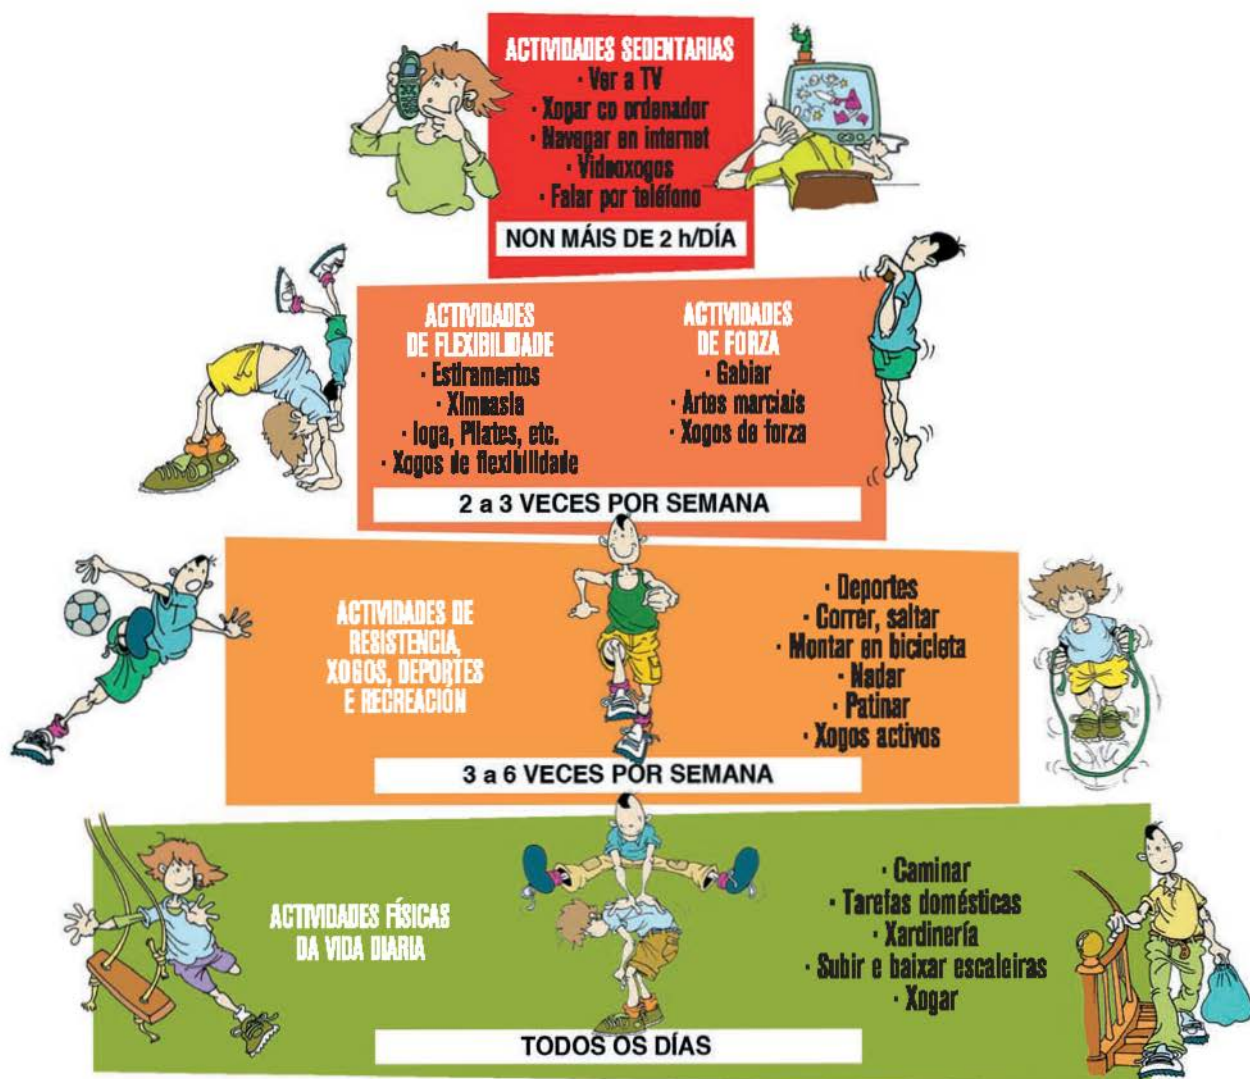 ACTIVIDADES SEDENTARIAS
· Ver a TV
· Xogar co ordenador
· Navegar en internet
· Videoxogos
· Falar por teléfono
NON MÁIS DE 2 h/DÍA
ACTIVIDADES
DE FLEXIBILIDADE
· Estiramentos
· Ximnasia
· Ioga, Pilates, etc.
· Xogos de flexibilidade
ACTIVIDADES
DE FORZA
· Gabiar
· Artes marciais
· Xogos de forza
2 a 3 VECES POR SEMANA
ACTIVIDADES DE
RESISTENCIA,
XOGOS, DEPORTES
E RECREACIÓN
· Deportes
· Correr, saltar
· Montar en bicicleta
· Nadar
· Patinar
· Xogos activos
3 a 6 VECES POR SEMANA
ACTIVIDADES FÍSICAS
DA VIDA DIARIA
· Camiñar
· Tarefas domésticas
· Xardinería
· Subir e baixar escaleiras
· Xogar
TODOS OS DÍAS